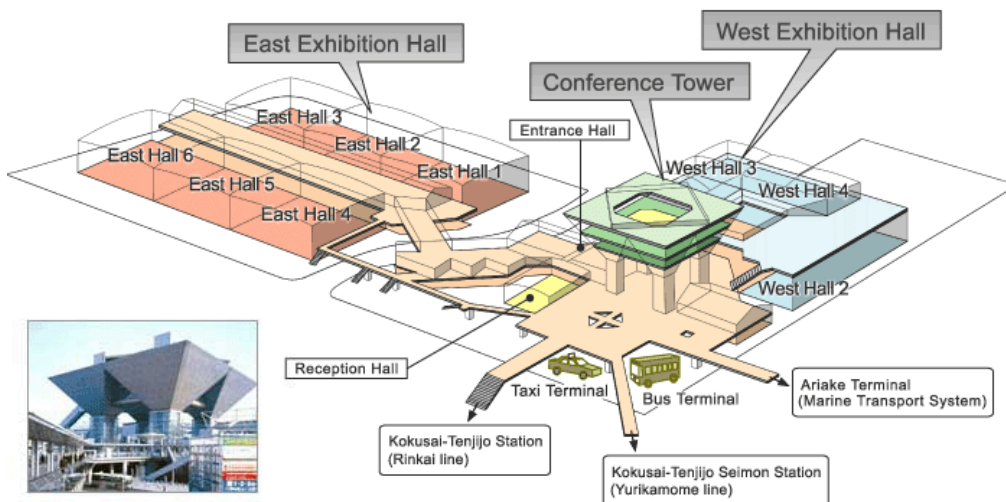 East Exhibition Hall
West Exhibition Hall
Conference Tower
Entrance Hall
East Hall 3
East Hall 2
East Hall 1
East Hall 6
East Hall 5
East Hall 4
West Hall 3
West Hall 4
West Hall 2
Reception Hall
Taxi Terminal
Bus Terminal
Ariake Terminal
(Marine Transport System)
Kokusai-Tenjijo Station
(Rinkai line)
Kokusai-Tenjijo Seimon Station
(Yurikamome line)